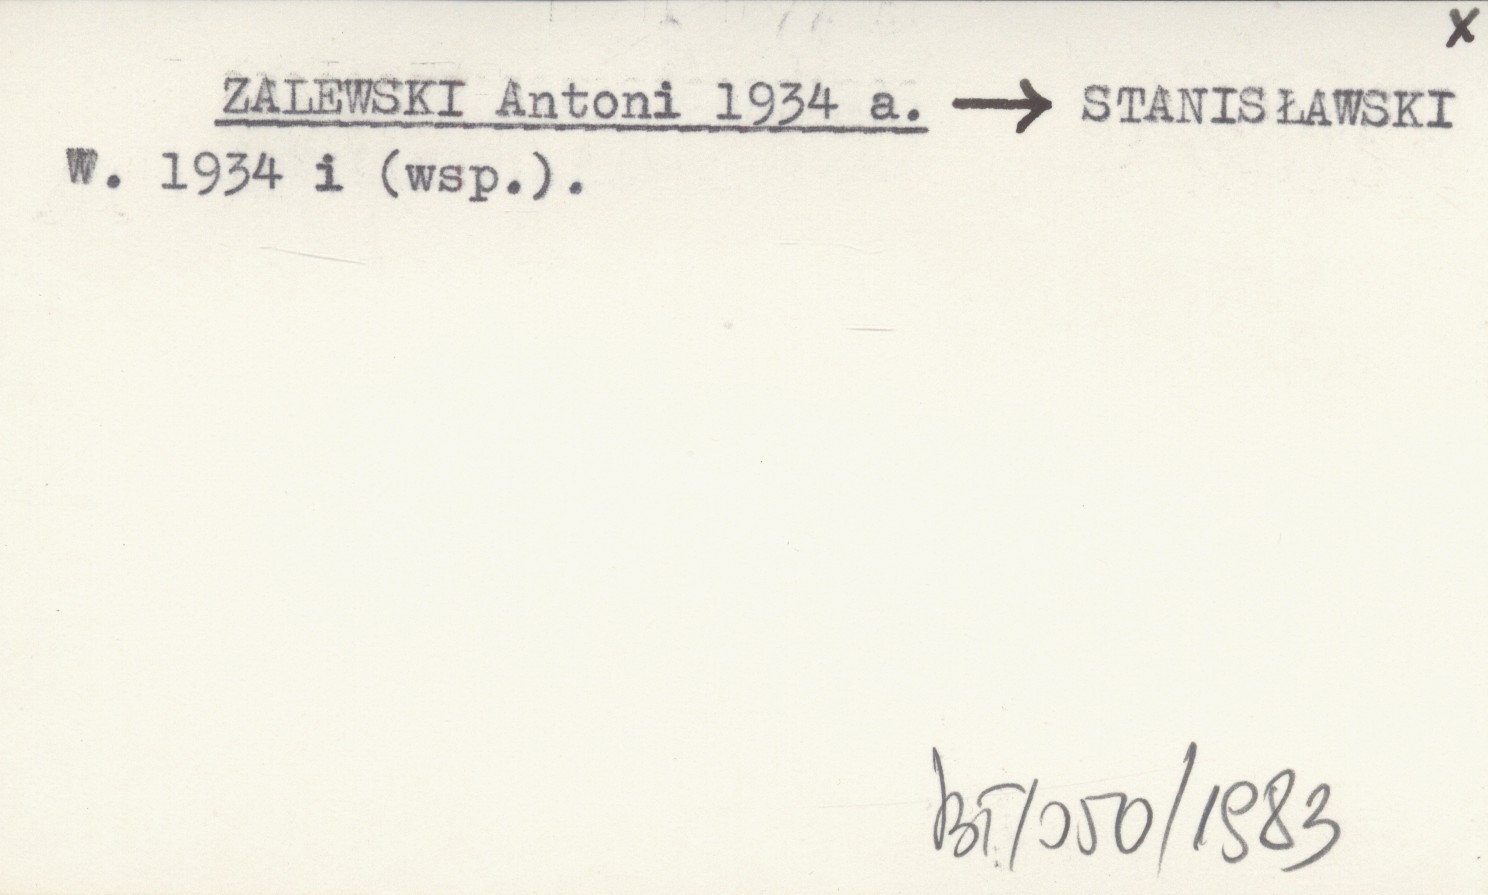 x
ZALEWSKI Antoni 1934 a. → STANISŁAWSKI
W. 1934 i (wsp.).
BT/050/1983